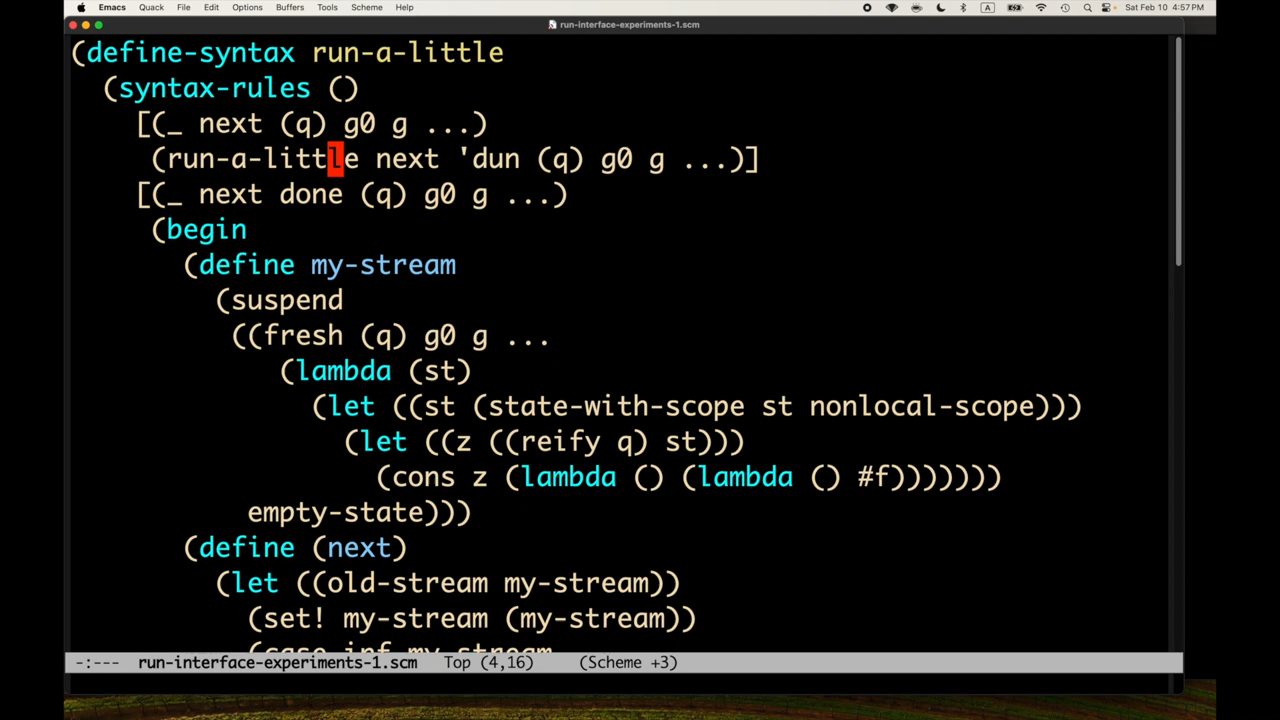 Emacs Quack File Edit Options Buffers Tools Scheme Help A Sat Feb 10 4:57 PM
run-interface-experiments-1.scm
(define-syntax run-a-little
(syntax-rules ()
[(_ next (q) g0 g ...)
(run-a-little next 'dun (q) g0 g ...)]
[(_ next done (q) g0 g ...)
(begin
(define my-stream
(suspend
((fresh (q) g0 g ...
(lambda (st)
(let ((st (state-with-scope st nonlocal-scope)))
(let ((z ((reify q) st)))
(cons z (lambda () (lambda () #f)))))))
empty-state)))
(define (next)
(let ((old-stream my-stream))
(set! my-stream (my-stream))
(case-inf my-stream
-:--- run-interface-experiments-1.scm Top (4,16) (Scheme +3)